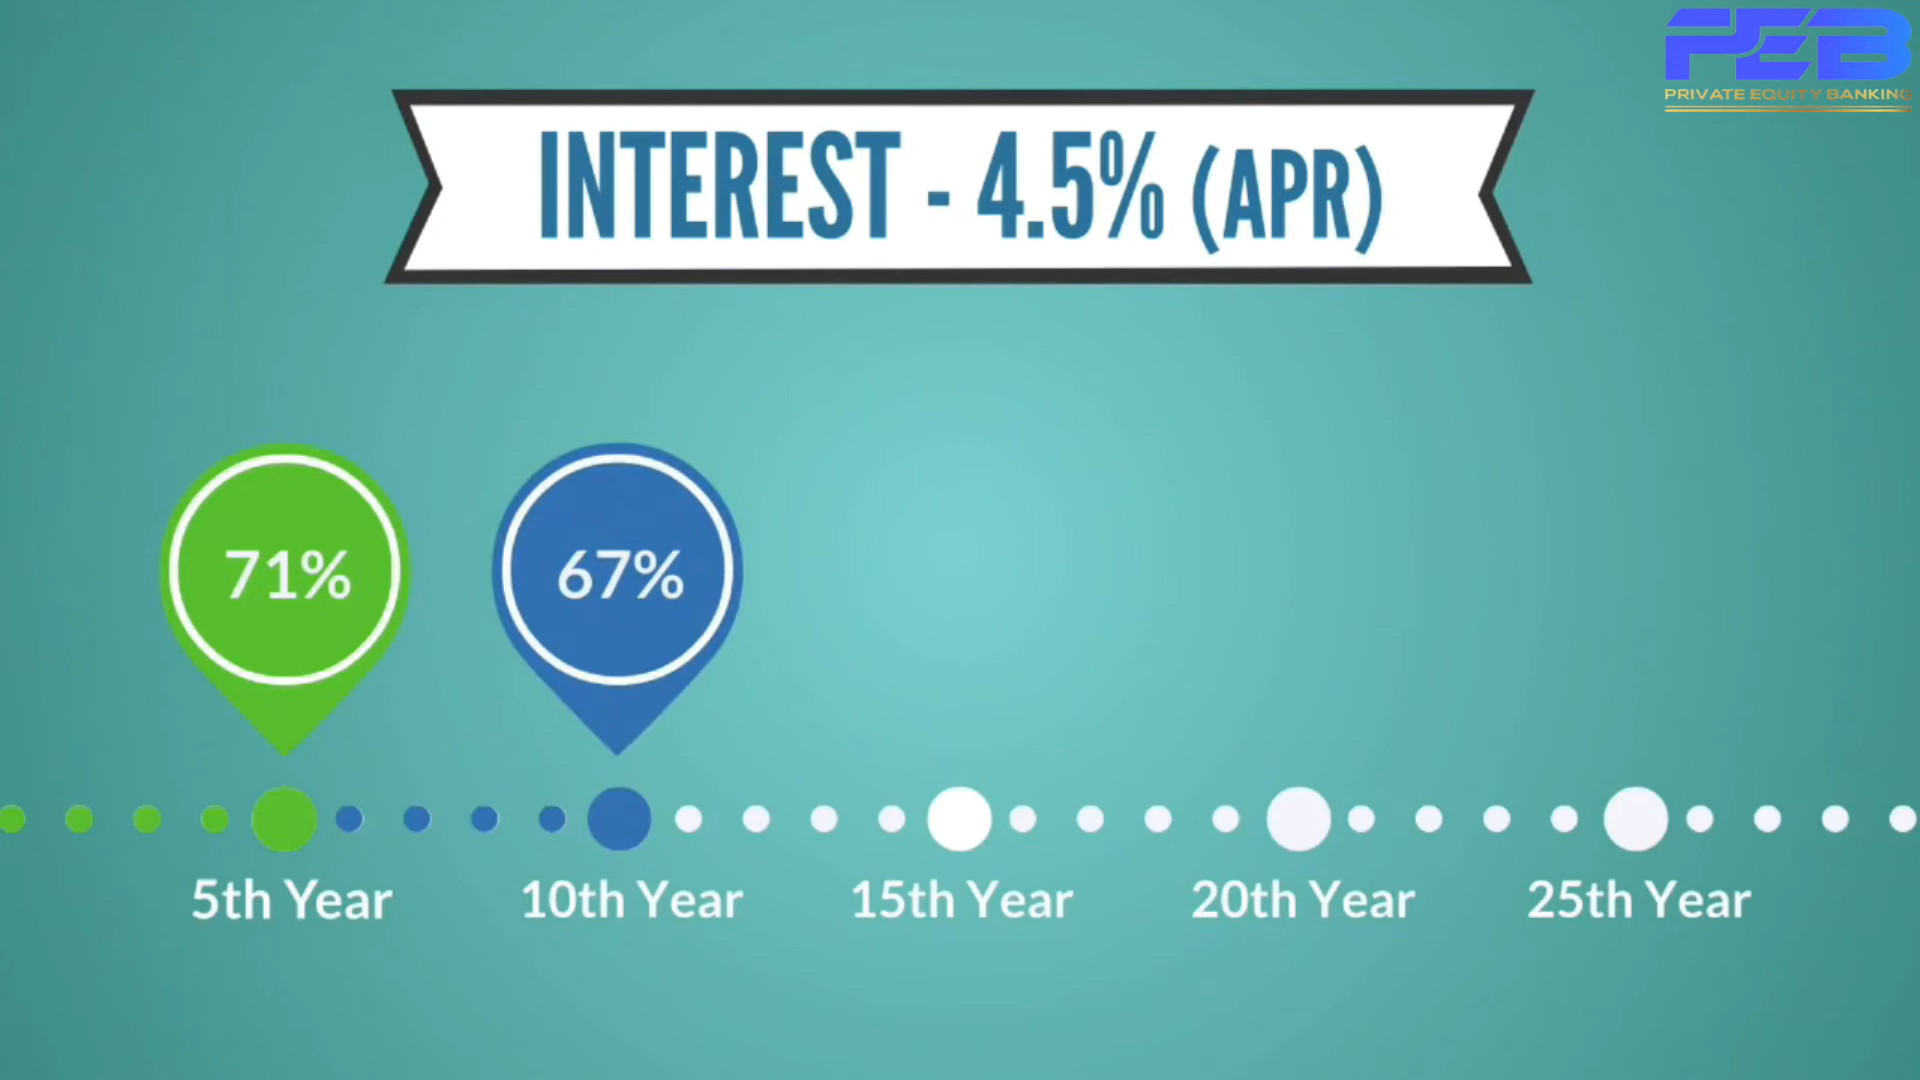 PEB
PRIVATE EQUITY BANKING
INTEREST - 4.5% (APR)
71%
67%
5th Year
10th Year
15th Year
20th Year
25th Year